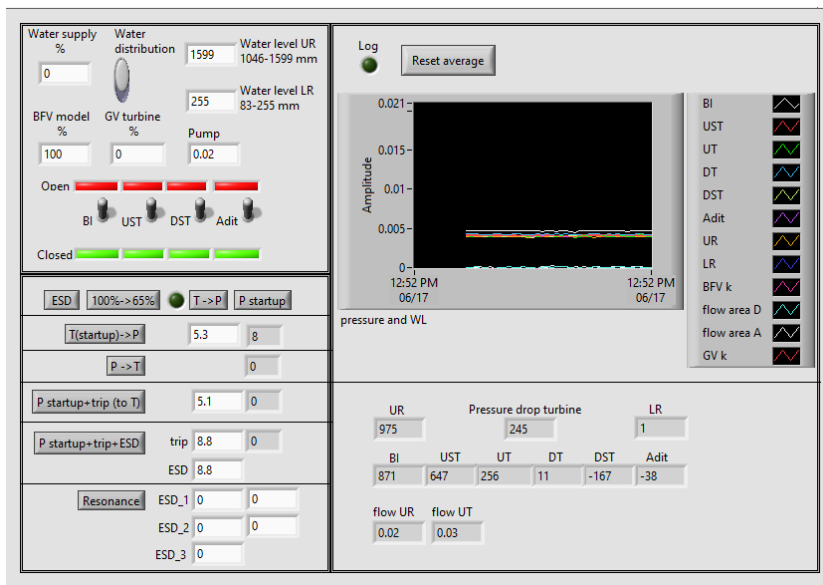 Water supply
%
0
Water
distribution
1599
Water level UR
1046-1599 mm
255
Water level LR
83-255 mm
BFV model
%
100
GV turbine
%
0
Pump
0.02
Open
BI
UST
DST
Adit
Closed
ESD
100%->65%
T ->P
P startup
T(startup)->P
5.3
8
P ->T
0
P startup+trip (to T)
5.1
0
P startup+trip+ESD
trip
8.8
0
ESD
8.8
Resonance
ESD_1
0
0
ESD_2
0
0
ESD_3
0
Log
Reset average
Amplitude
0.021
0.015
0.01
0.005
0
12:52 PM
06/17
12:52 PM
06/17
pressure and WL
BI
UST
UT
DT
DST
Adit
UR
LR
BFV k
flow area D
flow area A
GV k
UR
975
Pressure drop turbine
245
LR
1
BI
UST
UT
DT
DST
Adit
871
647
256
11
-167
-38
flow UR
flow UT
0.02
0.03